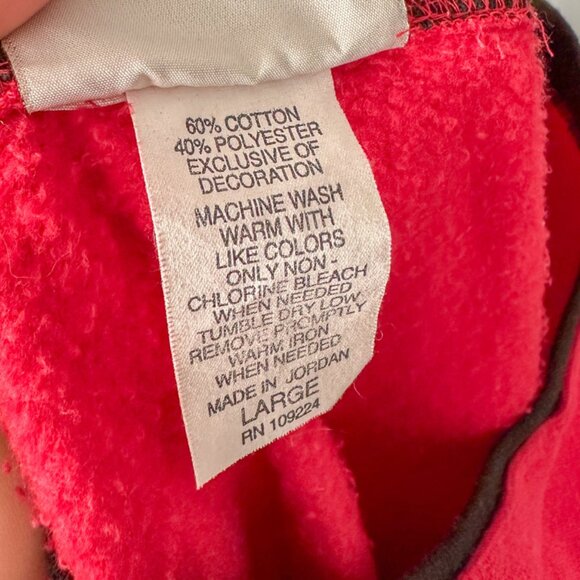 60% COTTON
40% POLYESTER
EXCLUSIVE OF
DECORATION
MACHINE WASH
WARM WITH
LIKE COLORS
ONLY NON -
CHLORINE BLEACH
WHEN NEEDED
TUMBLE DRY LOW
REMOVE PROMPTLY
WARM IRON
WHEN NEEDED
MADE IN JORDAN
LARGE
RN 109224